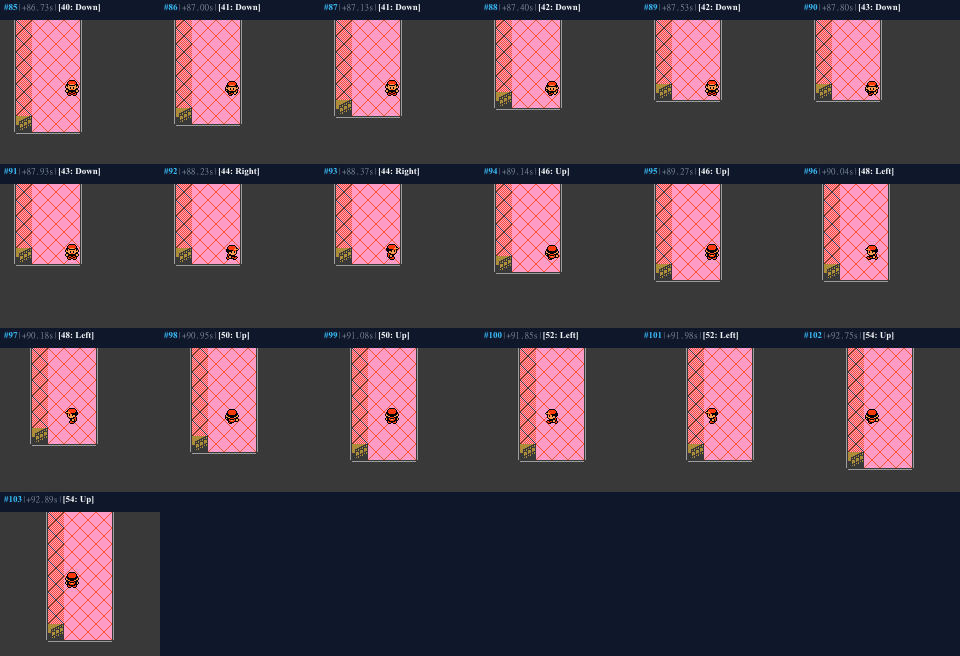 #85|+86.73s| [40: Down]
#86|+87.00s| [41: Down]
#87|+87.13s| [41: Down]
#88|+87.40s| [42: Down]
#89|+87.53s| [42: Down]
#90|+87.80s| [43: Down]
#91|+87.93s| [43: Down]
#92|+88.23s| [44: Right]
#93|+88.37s| [44: Right]
#94|+89.14s| [46: Up]
#95|+89.27s| [46: Up]
#96|+90.04s| [48: Left]
#97|+90.18s| [48: Left]
#98|+90.95s| [50: Up]
#99|+91.08s| [50: Up]
#100|+91.85s| [52: Left]
#101|+91.98s| [52: Left]
#102|+92.75s| [54: Up]
#103|+92.89s| [54: Up]